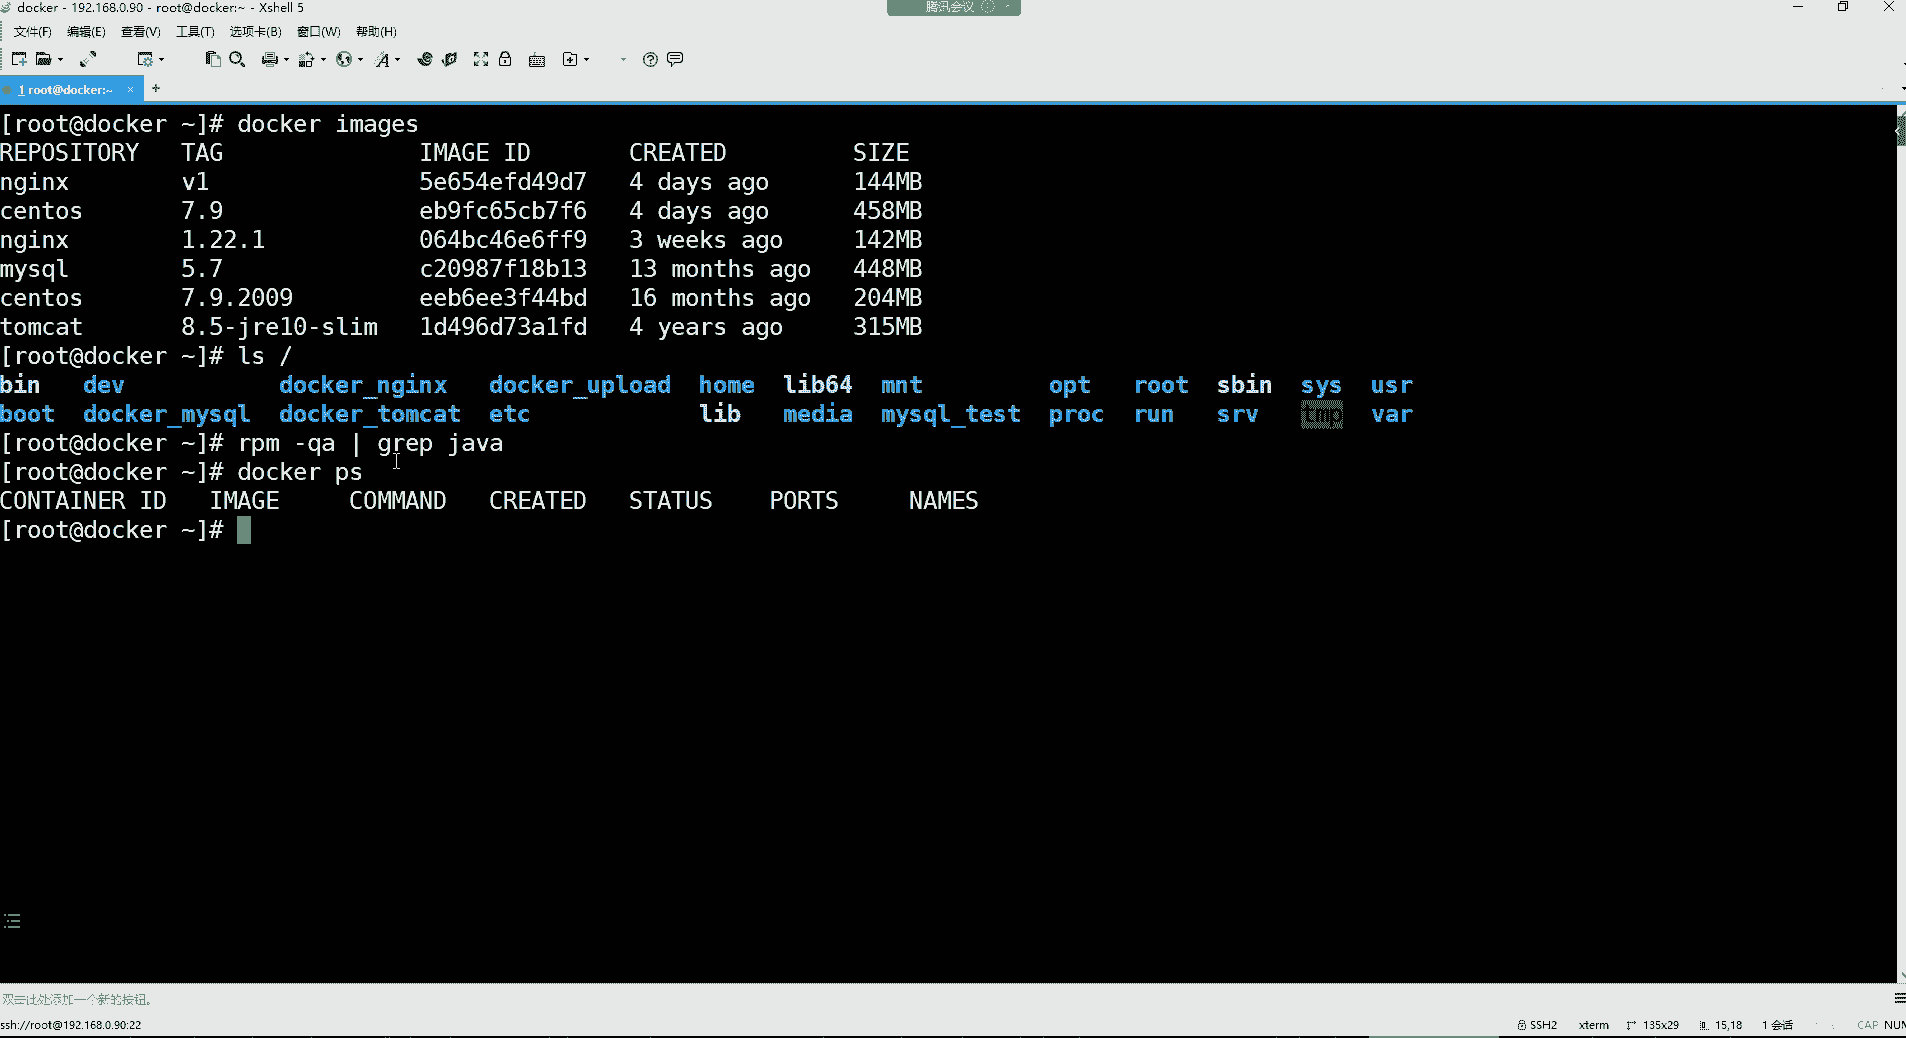 docker - 192.168.0.90 - root@docker:~ - Xshell 5
腾讯会议
文件(F) 编辑(E) 查看(V) 工具(T) 选项卡(B) 窗口(W) 帮助(H)
1 root@docker:~ × +
[root@docker ~]# docker images
REPOSITORY TAG IMAGE ID CREATED SIZE
nginx v1 5e654efd49d7 4 days ago 144MB
centos 7.9 eb9fc65cb7f6 4 days ago 458MB
nginx 1.22.1 064bc46e6ff9 3 weeks ago 142MB
mysql 5.7 c20987f18b13 13 months ago 448MB
centos 7.9.2009 eeb6ee3f44bd 16 months ago 204MB
tomcat 8.5-jre10-slim 1d496d73a1fd 4 years ago 315MB
[root@docker ~]# ls /
bin dev docker_nginx docker_upload home lib64 mnt opt root sbin sys usr
boot docker_mysql docker_tomcat etc lib media mysql_test proc run srv tmp var
[root@docker ~]# rpm -qa | grep java
[root@docker ~]# docker ps
CONTAINER ID IMAGE COMMAND CREATED STATUS PORTS NAMES
[root@docker ~]#
双击此处添加一个新的按钮。
ssh://root@192.168.0.90:22 SSH2 xterm 135x29 15,18 1 会话 CAP NUM